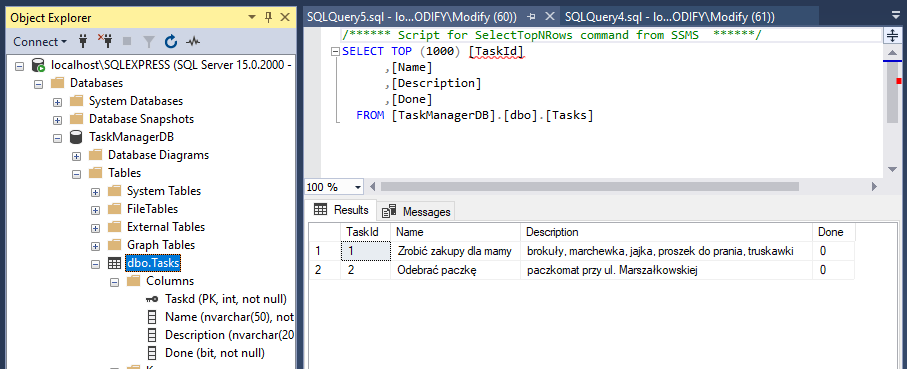 Object Explorer
Connect
localhost\SQLEXPRESS (SQL Server 15.0.2000 -
Databases
System Databases
Database Snapshots
TaskManagerDB
Database Diagrams
Tables
System Tables
FileTables
External Tables
Graph Tables
dbo.Tasks
Columns
Taskd (PK, int, not null)
Name (nvarchar(50), not
Description (nvarchar(20
Done (bit, not null)
SQLQuery5.sql - lo...ODIFY\Modify (60))
SQLQuery4.sql - lo...ODIFY\Modify (61))
/****** Script for SelectTopNRows command from SSMS ******/
SELECT TOP (1000) [TaskId]
,[Name]
,[Description]
,[Done]
FROM [TaskManagerDB].[dbo].[Tasks]
100 %
Results Messages
TaskId Name Description Done
1 1 Zrobić zakupy dla mamy brokuły, marchewka, jajka, proszek do prania, truskawki 0
2 2 Odebrać paczkę paczkomat przy ul. Marszałkowskiej 0